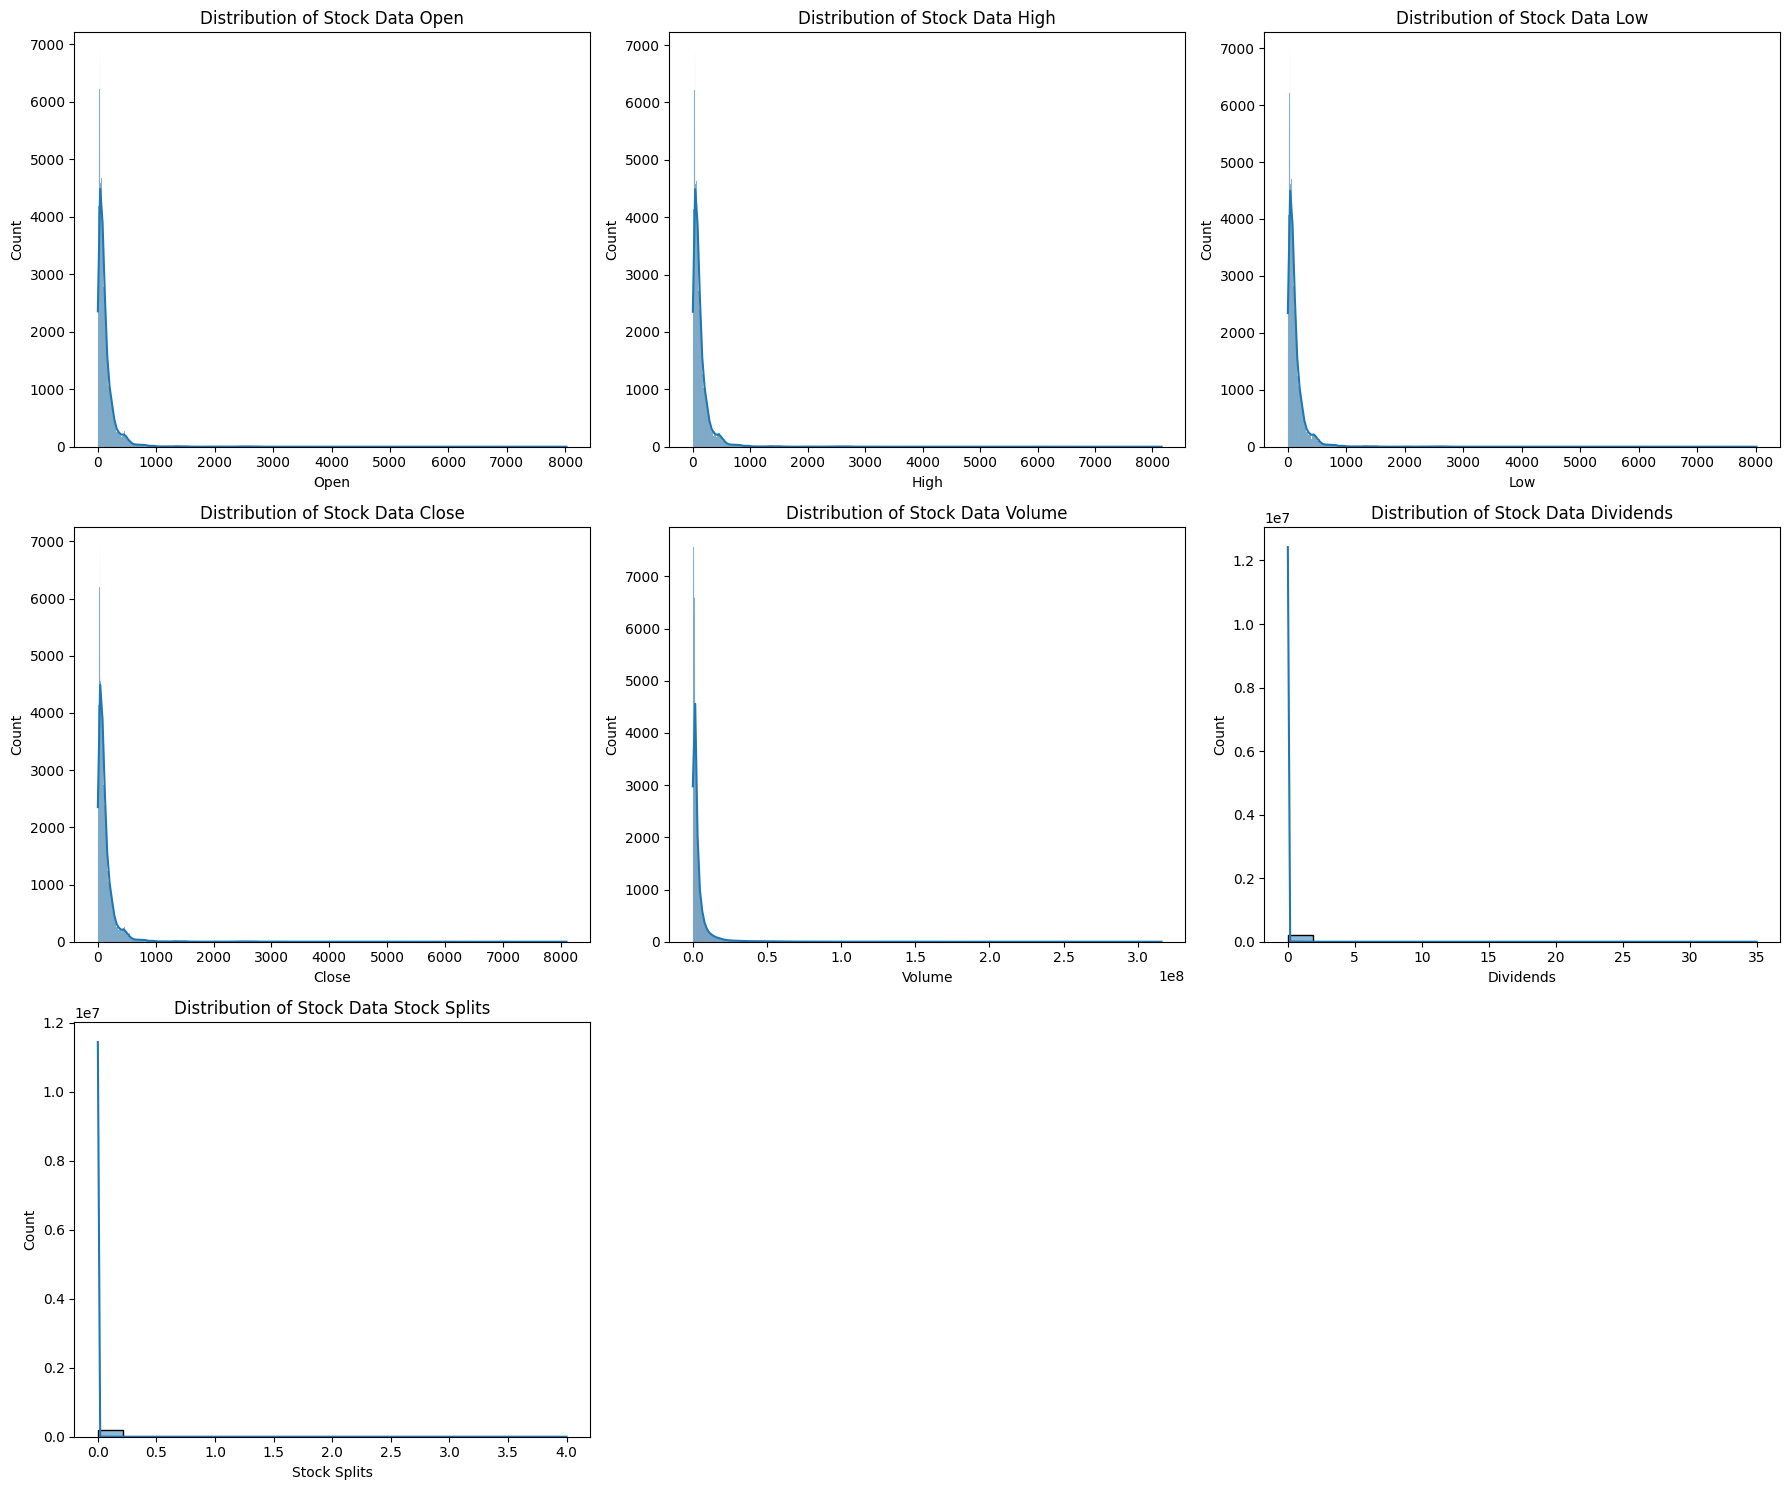 Distribution of Stock Data Open
7000
6000
5000
4000
3000
2000
1000
0
Count
0 1000 2000 3000 4000 5000 6000 7000 8000
Open
Distribution of Stock Data High
7000
6000
5000
4000
3000
2000
1000
0
Count
0 1000 2000 3000 4000 5000 6000 7000 8000
High
Distribution of Stock Data Low
7000
6000
5000
4000
3000
2000
1000
0
Count
0 1000 2000 3000 4000 5000 6000 7000 8000
Low
Distribution of Stock Data Close
7000
6000
5000
4000
3000
2000
1000
0
Count
0 1000 2000 3000 4000 5000 6000 7000 8000
Close
Distribution of Stock Data Volume
7000
6000
5000
4000
3000
2000
1000
0
Count
0.0 0.5 1.0 1.5 2.0 2.5 3.0
1e8
Volume
Distribution of Stock Data Dividends
1e7
1.2
1.0
0.8
0.6
0.4
0.2
0.0
Count
0 5 10 15 20 25 30 35
Dividends
Distribution of Stock Data Stock Splits
1e7
1.2
1.0
0.8
0.6
0.4
0.2
0.0
Count
0.0 0.5 1.0 1.5 2.0 2.5 3.0 3.5 4.0
Stock Splits